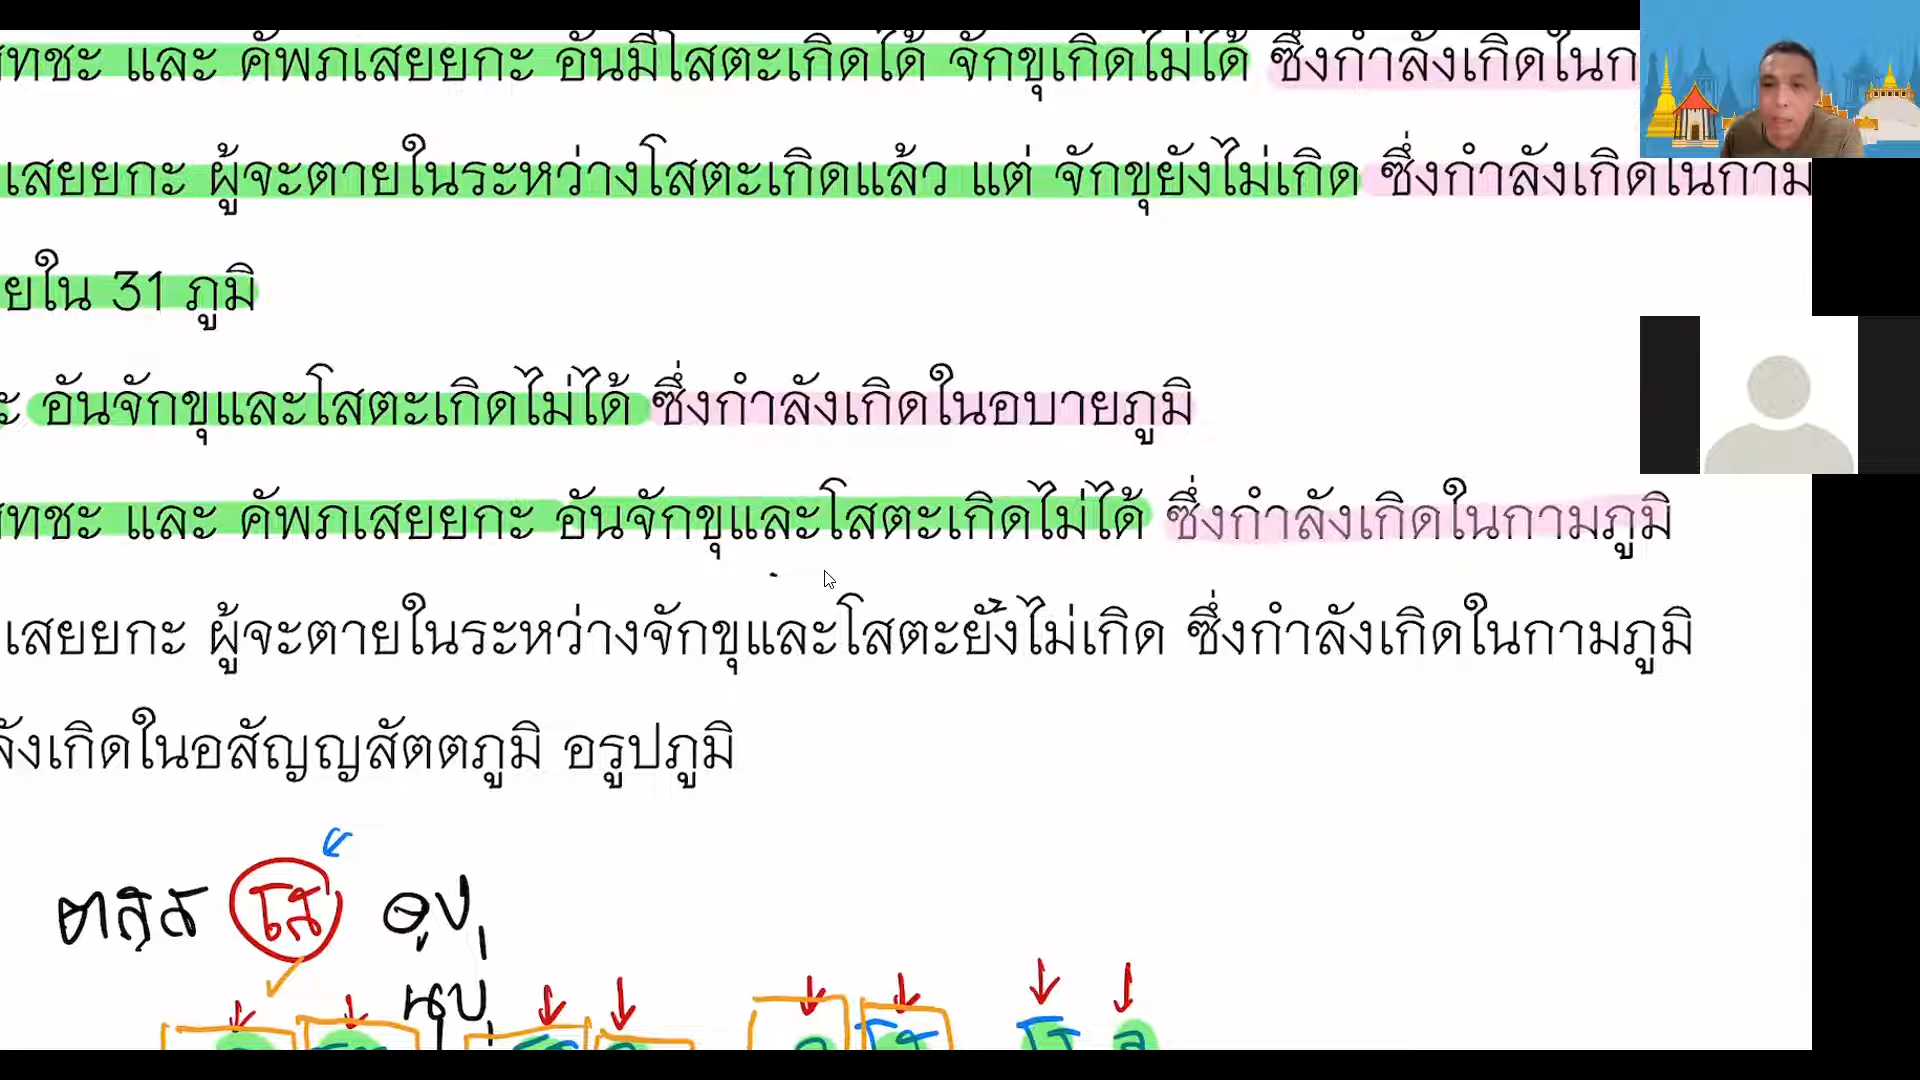 ทชะ และ คัพภเสยยกะ อันมีโสตะเกิดได้ จักขุเกิดไม่ได้ ซึ่งกำลังเกิดในก
เสยยกะ ผู้จะตายในระหว่างโสตะเกิดแล้ว แต่ จักขุยังไม่เกิด ซึ่งกำลังเกิดในกาม
ยใน 31 ภูมิ
อันจักขุและโสตะเกิดไม่ได้ ซึ่งกำลังเกิดในอบายภูมิ
ทชะ และ คัพภเสยยกะ อันจักขุและโสตะเกิดไม่ได้ ซึ่งกำลังเกิดในกามภูมิ
เสยยกะ ผู้จะตายในระหว่างจักขุและโสตะยังไม่เกิด ซึ่งกำลังเกิดในกามภูมิ
ลังเกิดในอสัญญสัตตภูมิ อรูปภูมิ
ตสฺส โส อุปฺ
นุปฺ